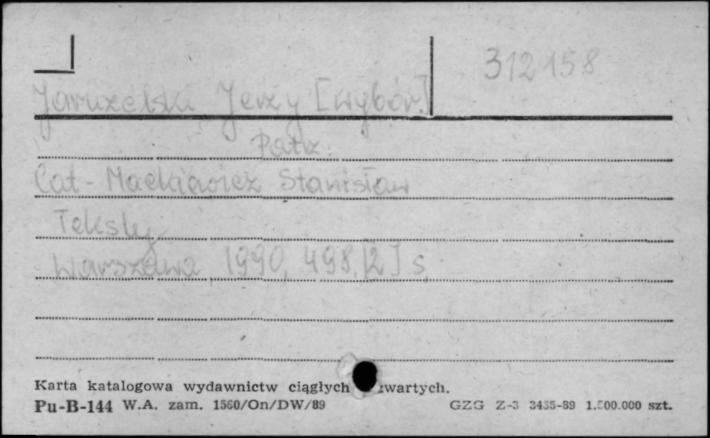 312158
Jaruzelski Jerzy [wybór.]
Patrz:
Cat-Mackiewicz Stanisław
Teksty
Warszawa, 1990, 498,[2] s.
Karta katalogowa wydawnictw ciągłych zwartych.
Pu-B-144 W.A. zam. 1560/On/DW/89 GZG Z-3 3455-89 1.500.000 szt.